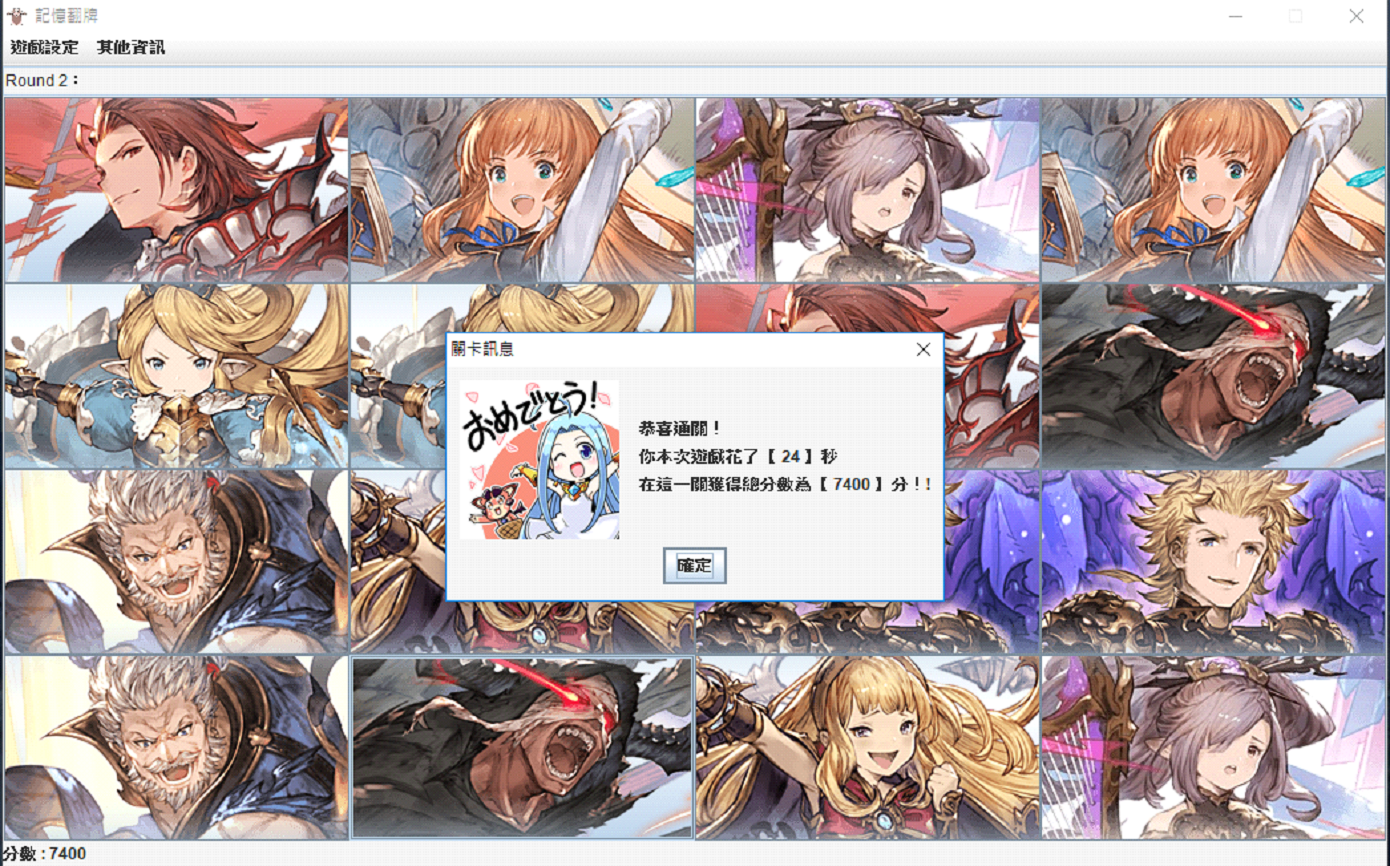 記憶翻牌
遊戲設定 其他資訊
Round 2：
關卡訊息
おめでとう!
恭喜通關！
你本次遊戲花了【 24 】秒
在這一關獲得總分數為【 7400 】分！!
確定
分數 : 7400